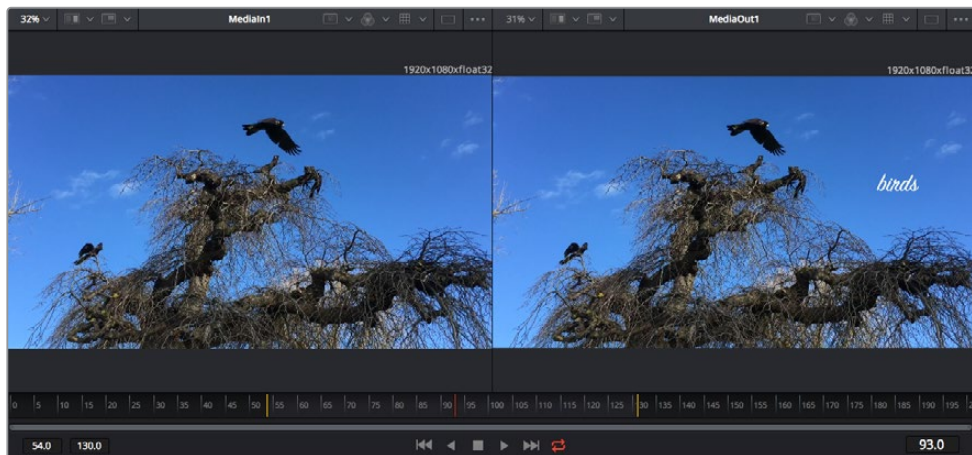 32% MediaIn1
31% MediaOut1
1920x1080xfloat32
1920x1080xfloat32
birds
0 5 10 15 20 25 30 35 40 45 50 55 60 65 70 75 80 85 90 95 100 105 110 115 120 125 30 135 140 145 150 155 160 165 170 175 180 185 190 195
54.0 130.0 93.0